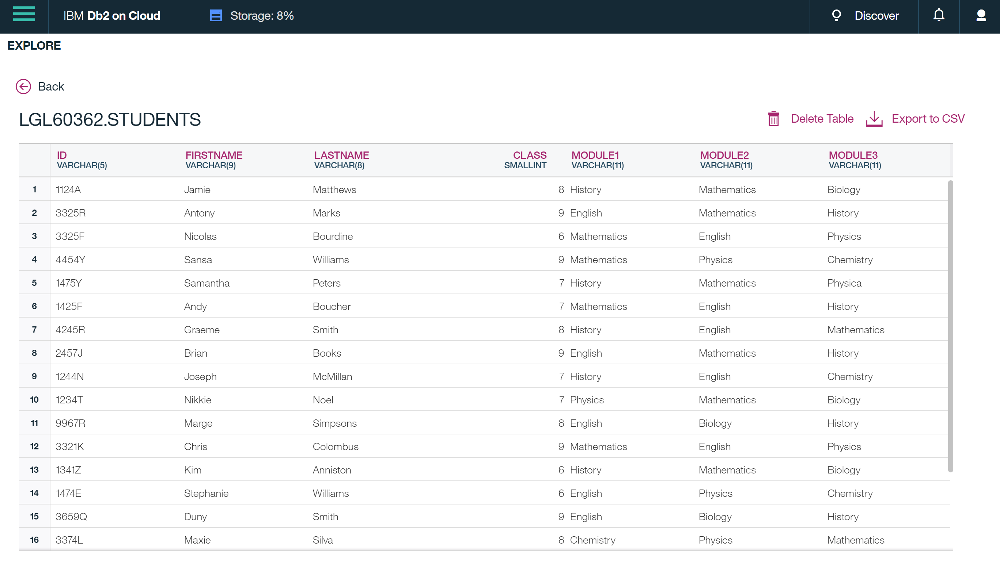 IBM Db2 on Cloud Storage: 8% Discover
EXPLORE
Back
LGL60362.STUDENTS Delete Table Export to CSV
ID FIRSTNAME LASTNAME CLASS MODULE1 MODULE2 MODULE3
VARCHAR(5) VARCHAR(9) VARCHAR(8) SMALLINT VARCHAR(11) VARCHAR(11) VARCHAR(11)
1 1124A Jamie Matthews 8 History Mathematics Biology
2 3325R Antony Marks 9 English Mathematics History
3 3325F Nicolas Bourdine 6 Mathematics English Physics
4 4454Y Sansa Williams 9 Mathematics Physics Chemistry
5 1475Y Samantha Peters 7 History Mathematics Physica
6 1425F Andy Boucher 7 Mathematics English History
7 4245R Graeme Smith 8 History English Mathematics
8 2457J Brian Books 9 English Mathematics History
9 1244N Joseph McMillan 7 History English Chemistry
10 1234T Nikkie Noel 7 Physics Mathematics Biology
11 9967R Marge Simpsons 8 English Biology History
12 3321K Chris Colombus 9 Mathematics English Physics
13 1341Z Kim Anniston 6 History Mathematics Biology
14 1474E Stephanie Williams 6 English Physics Chemistry
15 3659Q Duny Smith 9 English Biology History
16 3374L Maxie Silva 8 Chemistry Physics Mathematics